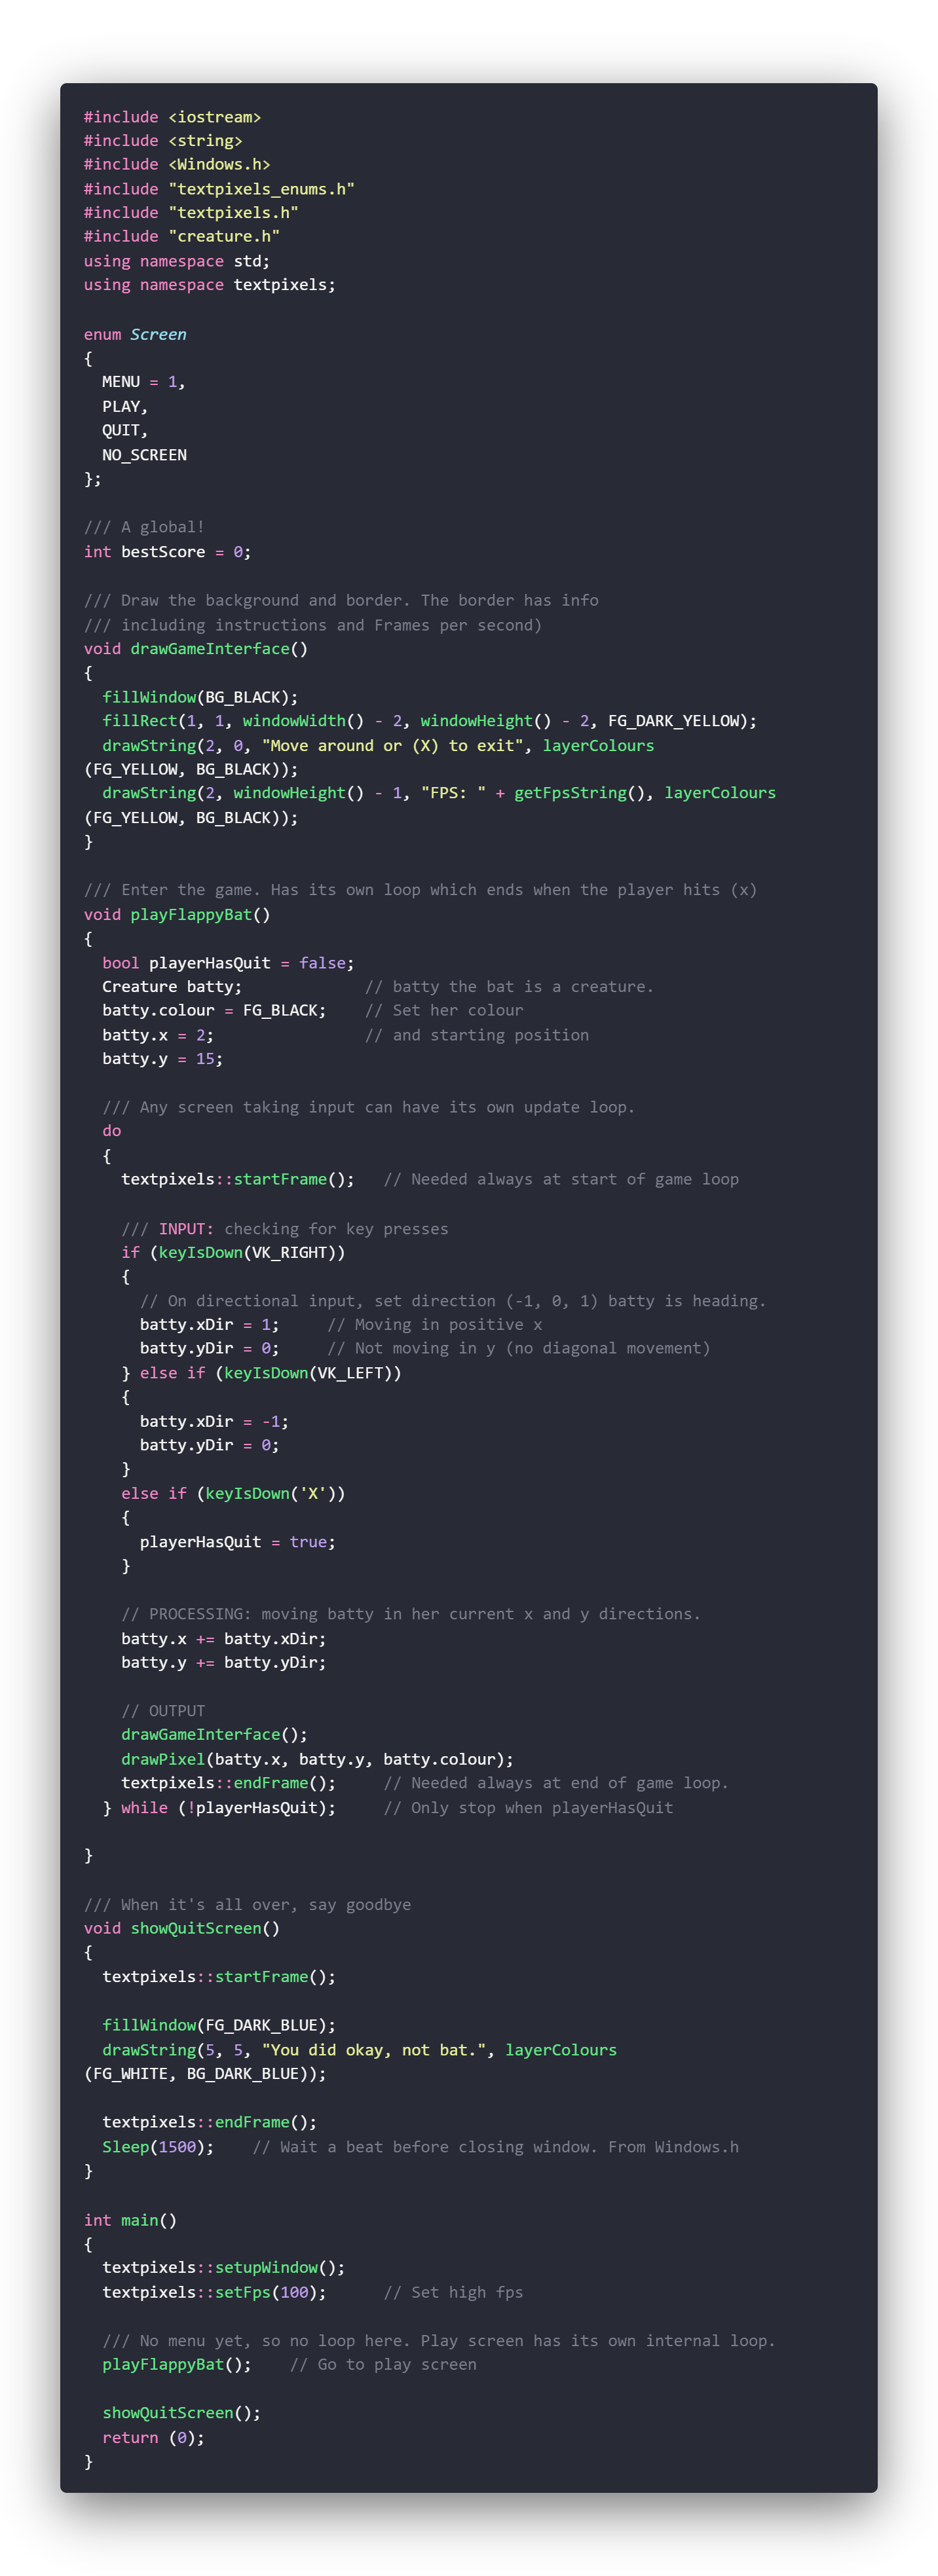 #include <iostream>
#include <string>
#include <Windows.h>
#include "textpixels_enums.h"
#include "textpixels.h"
#include "creature.h"
using namespace std;
using namespace textpixels;

enum Screen
{
  MENU = 1,
  PLAY,
  QUIT,
  NO_SCREEN
};

/// A global!
int bestScore = 0;

/// Draw the background and border. The border has info
/// including instructions and Frames per second)
void drawGameInterface()
{
  fillWindow(BG_BLACK);
  fillRect(1, 1, windowWidth() - 2, windowHeight() - 2, FG_DARK_YELLOW);
  drawString(2, 0, "Move around or (X) to exit", layerColours
(FG_YELLOW, BG_BLACK));
  drawString(2, windowHeight() - 1, "FPS: " + getFpsString(), layerColours
(FG_YELLOW, BG_BLACK));
}

/// Enter the game. Has its own loop which ends when the player hits (x)
void playFlappyBat()
{
  bool playerHasQuit = false;
  Creature batty;             // batty the bat is a creature.
  batty.colour = FG_BLACK;    // Set her colour
  batty.x = 2;                // and starting position
  batty.y = 15;

  /// Any screen taking input can have its own update loop.
  do
  {
    textpixels::startFrame();   // Needed always at start of game loop

    /// INPUT: checking for key presses
    if (keyIsDown(VK_RIGHT))
    {
      // On directional input, set direction (-1, 0, 1) batty is heading.
      batty.xDir = 1;     // Moving in positive x
      batty.yDir = 0;     // Not moving in y (no diagonal movement)
    } else if (keyIsDown(VK_LEFT))
    {
      batty.xDir = -1;
      batty.yDir = 0;
    }
    else if (keyIsDown('X'))
    {
      playerHasQuit = true;
    }

    // PROCESSING: moving batty in her current x and y directions.
    batty.x += batty.xDir;
    batty.y += batty.yDir;

    // OUTPUT
    drawGameInterface();
    drawPixel(batty.x, batty.y, batty.colour);
    textpixels::endFrame();     // Needed always at end of game loop.
  } while (!playerHasQuit);     // Only stop when playerHasQuit

}

/// When it's all over, say goodbye
void showQuitScreen()
{
  textpixels::startFrame();

  fillWindow(FG_DARK_BLUE);
  drawString(5, 5, "You did okay, not bat.", layerColours
(FG_WHITE, BG_DARK_BLUE));

  textpixels::endFrame();
  Sleep(1500);    // Wait a beat before closing window. From Windows.h
}

int main()
{
  textpixels::setupWindow();
  textpixels::setFps(100);      // Set high fps

  /// No menu yet, so no loop here. Play screen has its own internal loop.
  playFlappyBat();    // Go to play screen

  showQuitScreen();
  return (0);
}